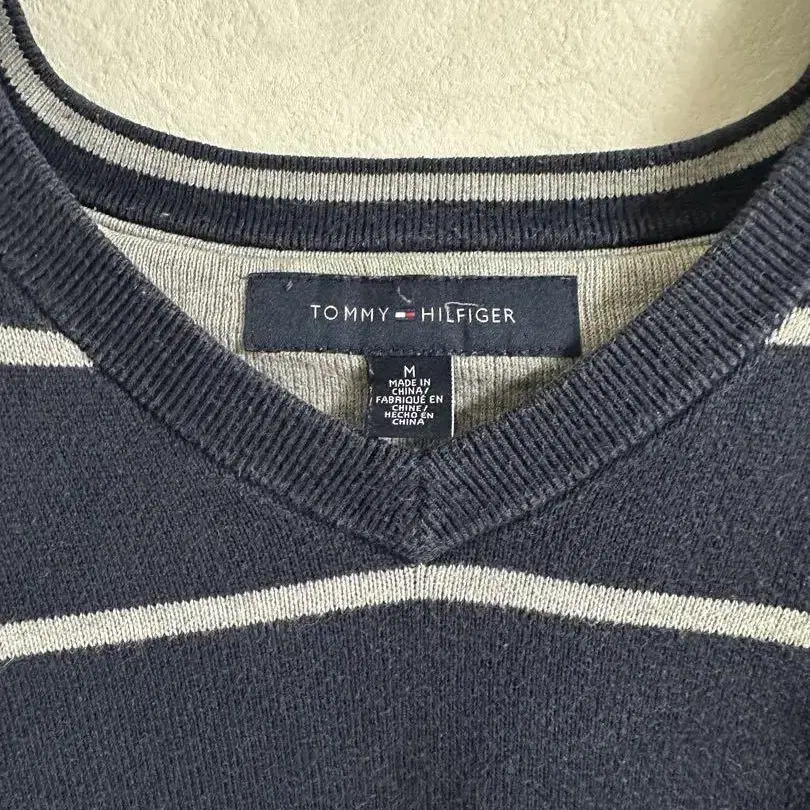 TOMMY HILFIGER
M
MADE IN
CHINA/
FABRIQUÉ EN
CHINE/
HECHO EN
CHINA